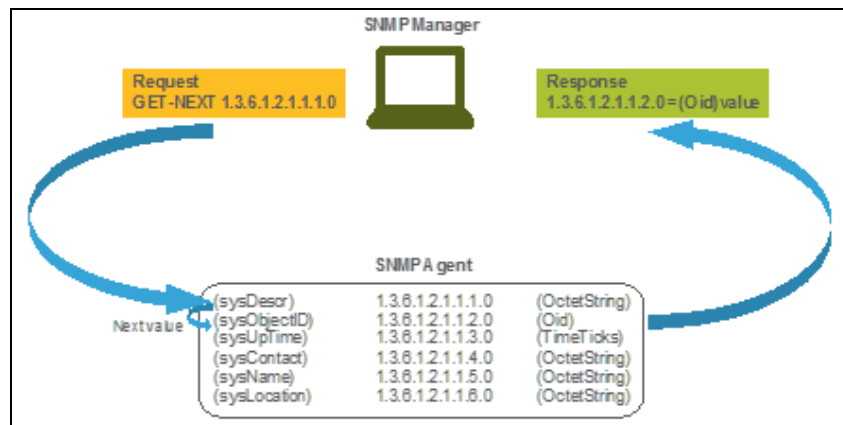 SNMP Manager
Request
GET-NEXT 1.3.6.1.2.1.1.1.0
Response
1.3.6.1.2.1.1.2.0=(Oid)value
SNMP Agent
Next value
(sysDescr) 1.3.6.1.2.1.1.1.0 (OctetString)
(sysObjectID) 1.3.6.1.2.1.1.2.0 (Oid)
(sysUpTime) 1.3.6.1.2.1.1.3.0 (TimeTicks)
(sysContact) 1.3.6.1.2.1.1.4.0 (OctetString)
(sysName) 1.3.6.1.2.1.1.5.0 (OctetString)
(sysLocation) 1.3.6.1.2.1.1.6.0 (OctetString)